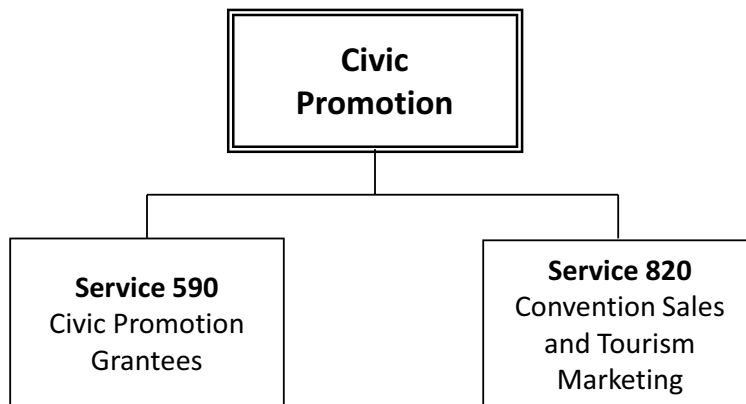 Civic
Promotion
Service 590
Civic Promotion
Grantees
Service 820
Convention Sales
and Tourism
Marketing